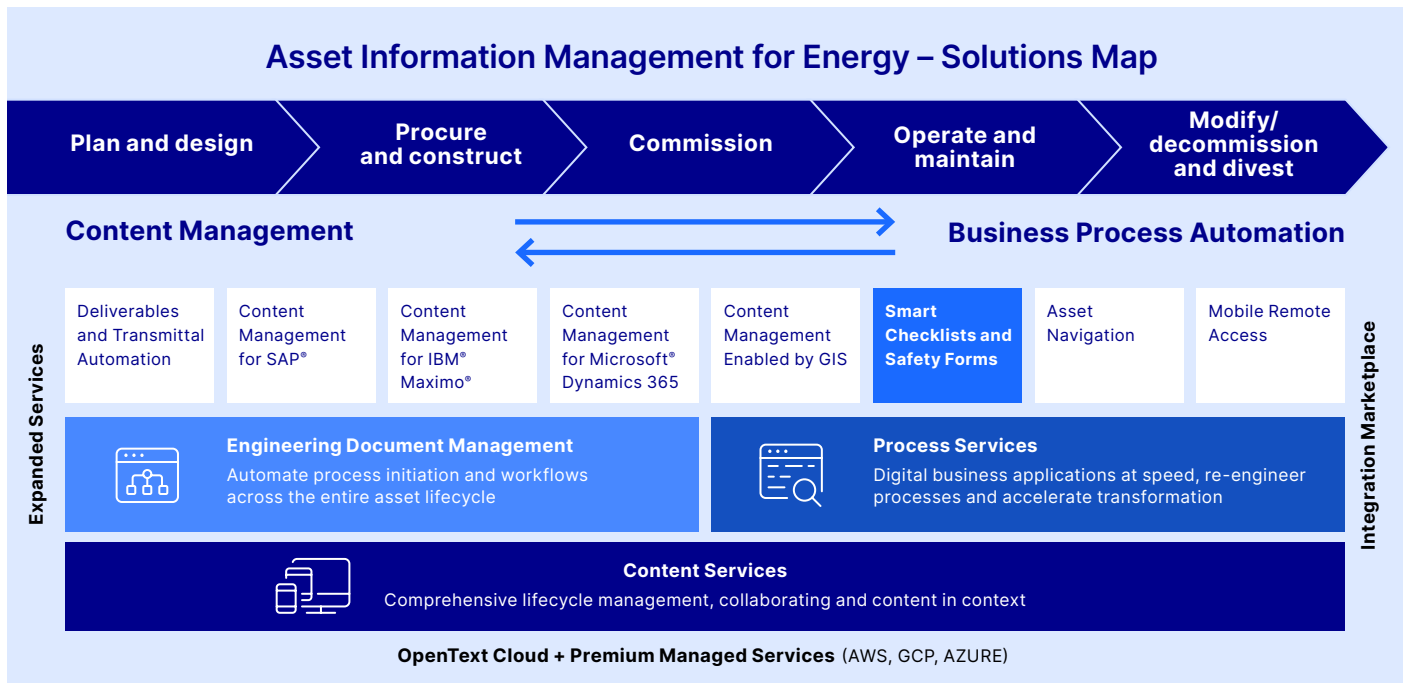 Asset Information Management for Energy – Solutions Map
Plan and design
Procure
and construct
Commission
Operate and
maintain
Modify/
decommission
and divest
Content Management
Business Process Automation
Expanded Services
Deliverables
and Transmittal
Automation
Content
Management
for SAP®
Content
Management
for IBM®
Maximo®
Content
Management
for Microsoft®
Dynamics 365
Content
Management
Enabled by GIS
Smart
Checklists and
Safety Forms
Asset
Navigation
Mobile Remote
Access
Integration Marketplace
Engineering Document Management
Automate process initiation and workflows
across the entire asset lifecycle
Process Services
Digital business applications at speed, re-engineer
processes and accelerate transformation
Content Services
Comprehensive lifecycle management, collaborating and content in context
OpenText Cloud + Premium Managed Services (AWS, GCP, AZURE)